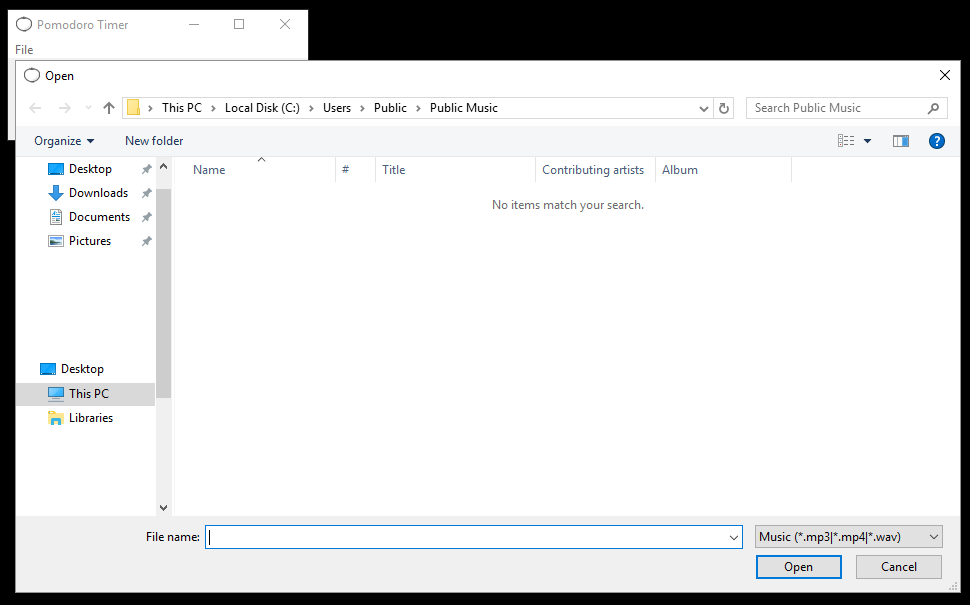 Pomodoro Timer
File
Open
This PC > Local Disk (C:) > Users > Public > Public Music
Search Public Music
Organize
New folder
?
Desktop
Downloads
Documents
Pictures
Desktop
This PC
Libraries
Name
#
Title
Contributing artists
Album
No items match your search.
File name:
Music (*.mp3|*.mp4|*.wav)
Open
Cancel